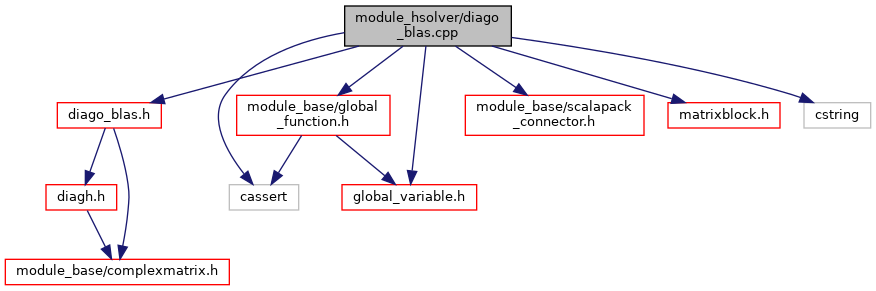 module_hsolver/diago
_blas.cpp
diago_blas.h
module_base/global
_function.h
module_base/scalapack
_connector.h
matrixblock.h
cstring
diagh.h
cassert
global_variable.h
module_base/complexmatrix.h